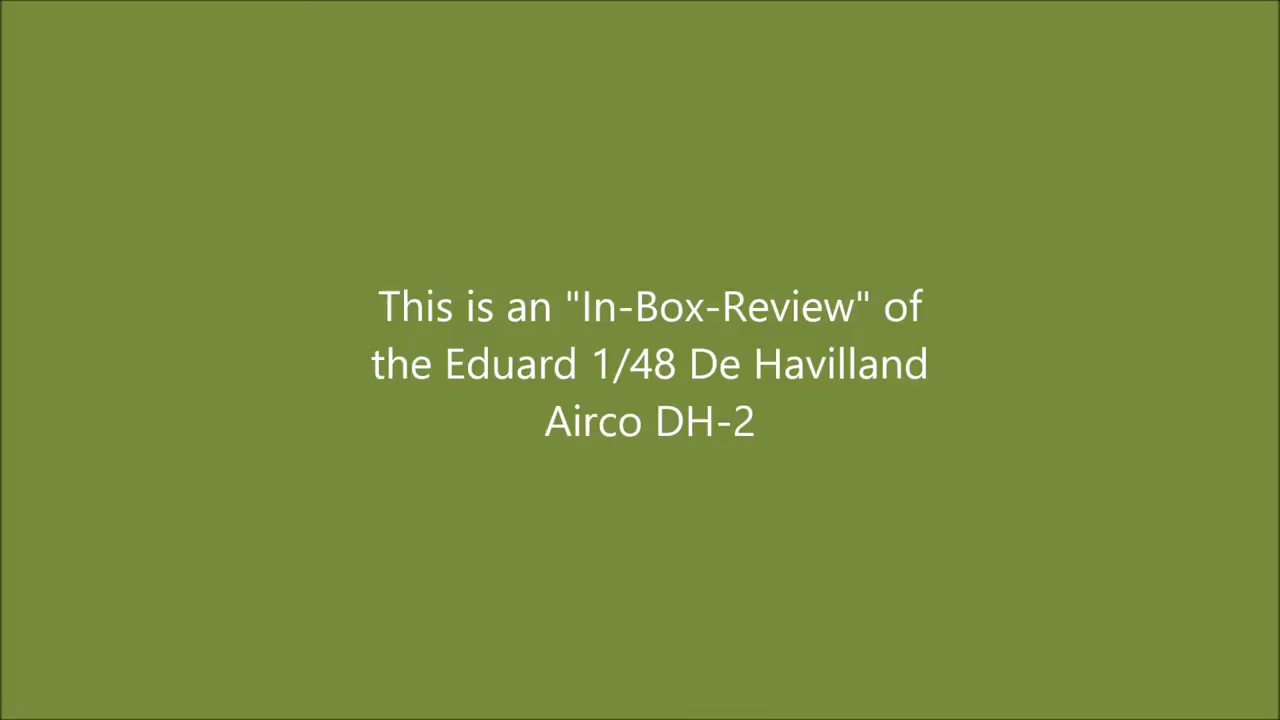 This is an "In-Box-Review" of
the Eduard 1/48 De Havilland
Airco DH-2